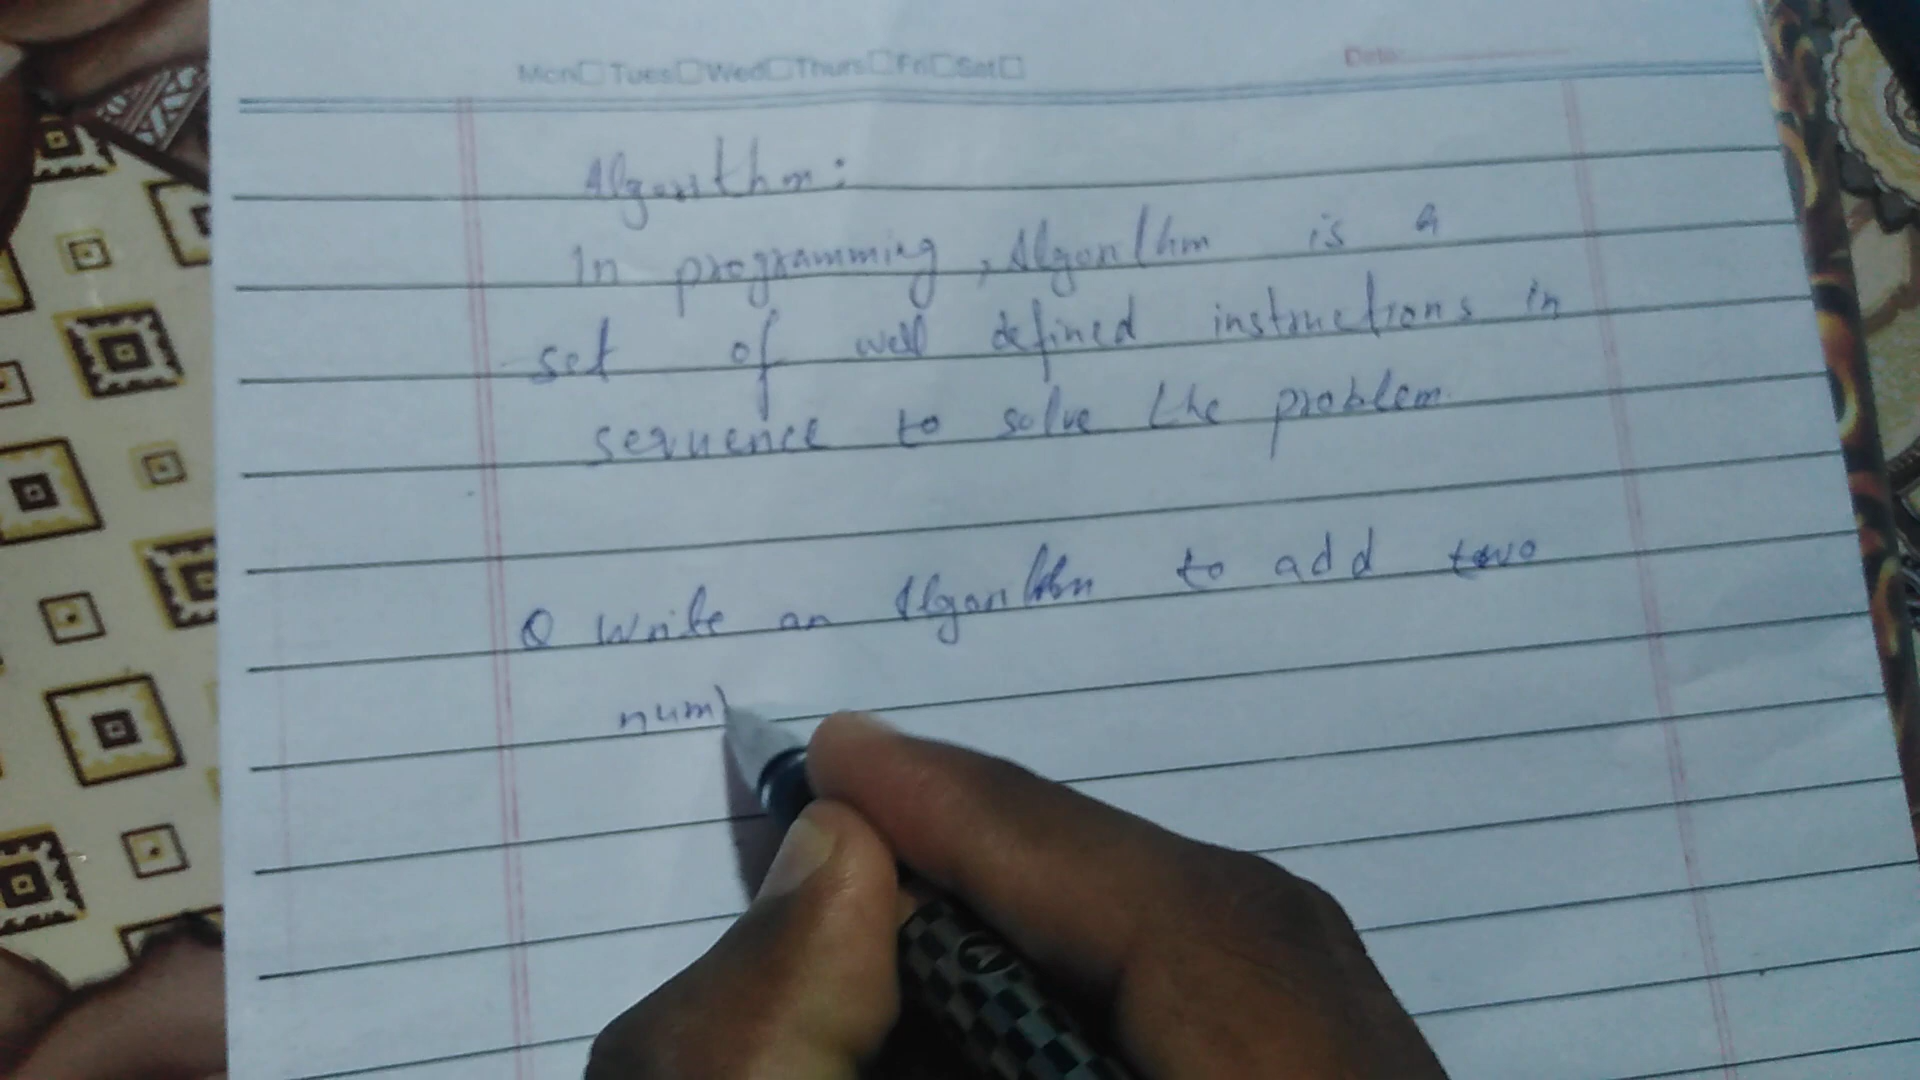 Mon Tues Wed Thurs Fri Sat Date:
Algorithm:
In programming, Algorithm is a
set of well defined instructions in
sequence to solve the problem.
Q Write an Algorithm to add two
num